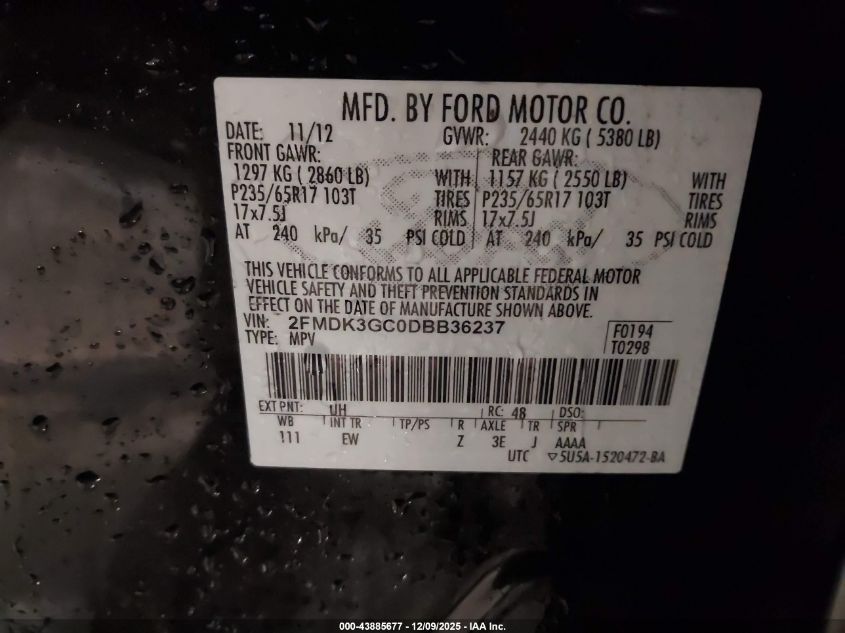 MFD. BY FORD MOTOR CO.
DATE: 11/12 GVWR: 2440 KG ( 5380 LB)
FRONT GAWR: REAR GAWR:
1297 KG ( 2860 LB) WITH 1157 KG ( 2550 LB) WITH
P235/65R17 103T TIRES P235/65R17 103T TIRES
17x7.5J RIMS 17x7.5J RIMS
AT 240 kPa/ 35 PSI COLD AT 240 kPa/ 35 PSI COLD
THIS VEHICLE CONFORMS TO ALL APPLICABLE FEDERAL MOTOR
VEHICLE SAFETY AND THEFT PREVENTION STANDARDS IN
EFFECT ON THE DATE OF MANUFACTURE SHOWN ABOVE.
VIN: 2FMDK3GC0DBB36237 F0194
TYPE: MPV T0298
EXT PNT: UH RC: 48 DSO:
WB INT TR TP/PS R AXLE TR SPR
111 EW Z 3E J AAAA
UTC ▽5U5A-1520472-BA
000-43885677 - 12/09/2025 - IAA Inc.